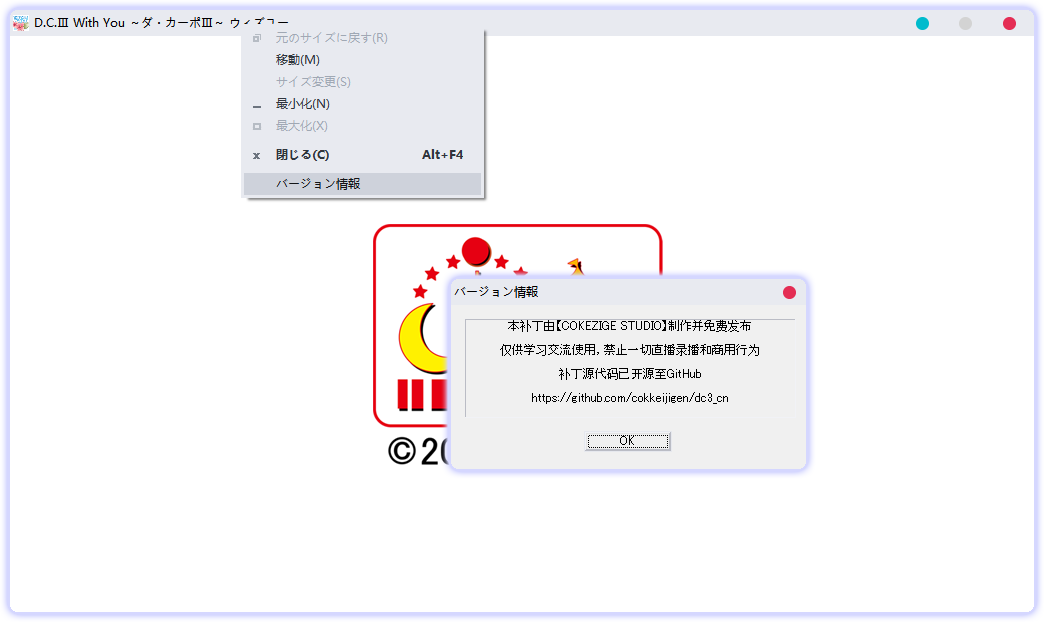 D.C.Ⅲ With You ～ダ・カーポⅢ～ ウィズユー
元のサイズに戻す(R)
移動(M)
サイズ変更(S)
最小化(N)
最大化(X)
閉じる(C) Alt+F4
バージョン情報
バージョン情報
本补丁由【COKEZIGE STUDIO】制作并免费发布
仅供学习交流使用，禁止一切直播录播和商用行为
补丁源代码已开源至GitHub
https://github.com/cokkeijigen/dc3_cn
OK
©20